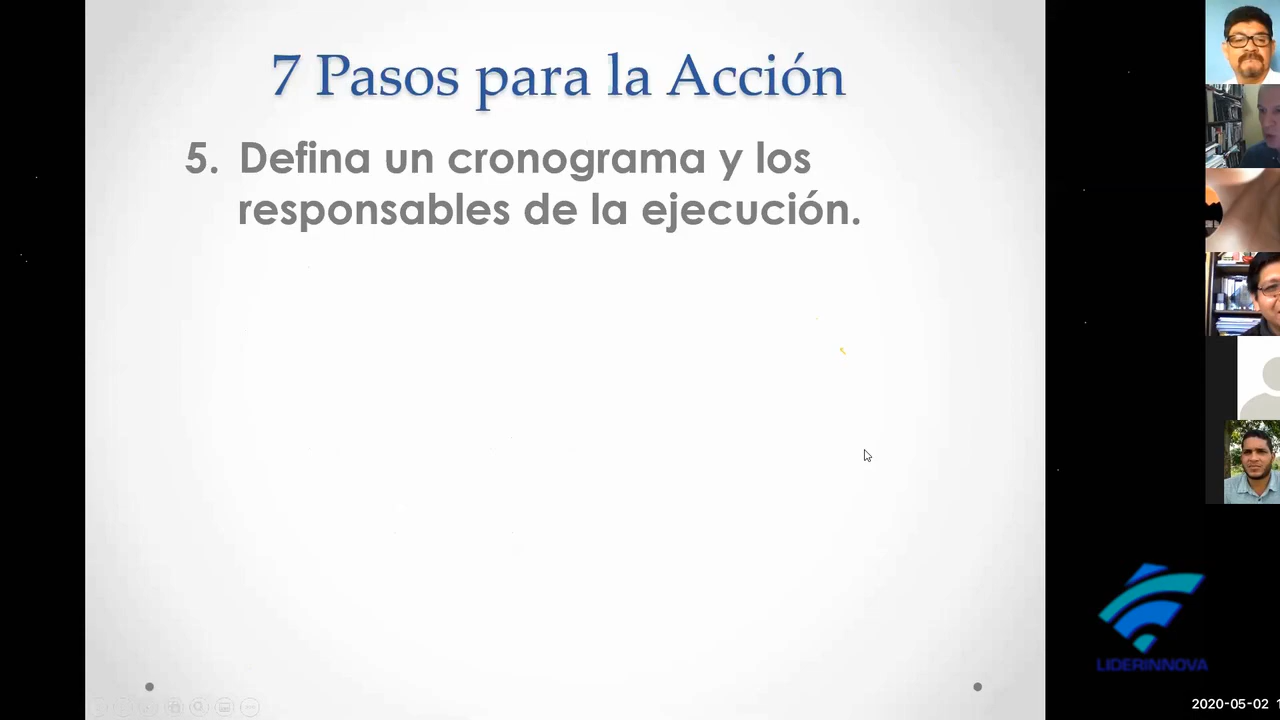 7 Pasos para la Acción
5. Defina un cronograma y los
responsables de la ejecución.
LIDERINNOVA
2020-05-02